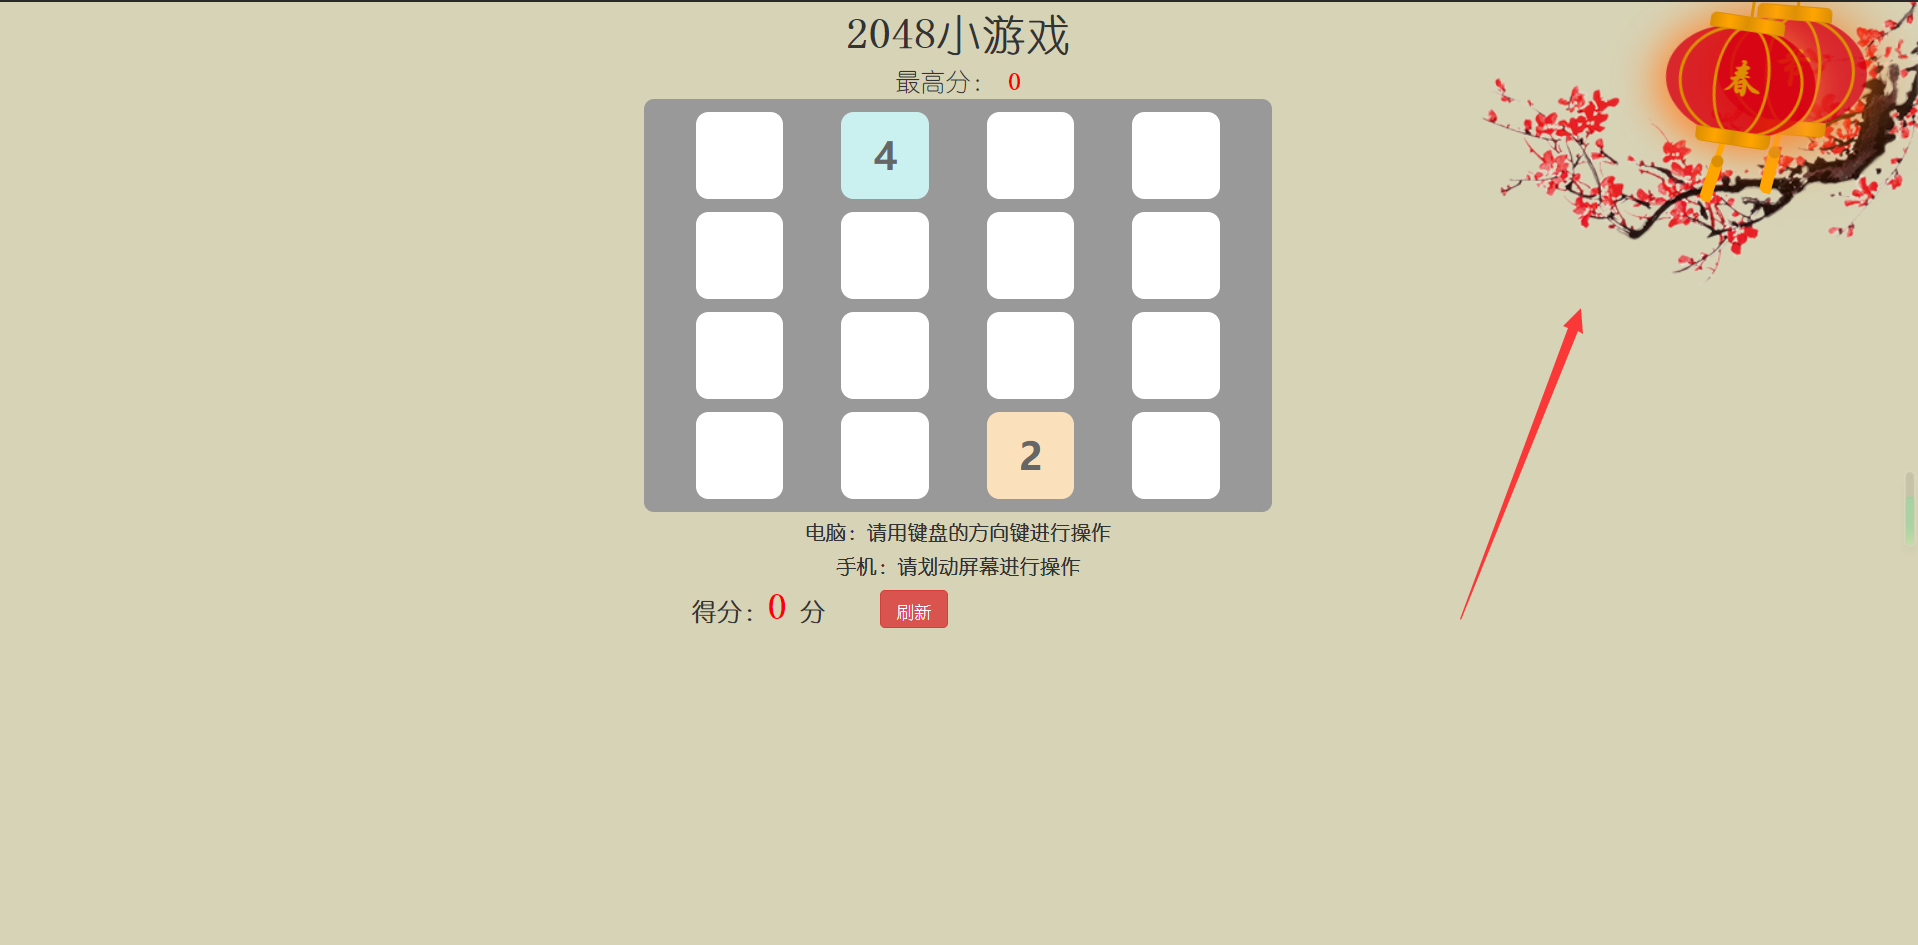 2048小游戏
最高分： 0
春
4
2
电脑：请用键盘的方向键进行操作
手机：请划动屏幕进行操作
得分：0 分 刷新